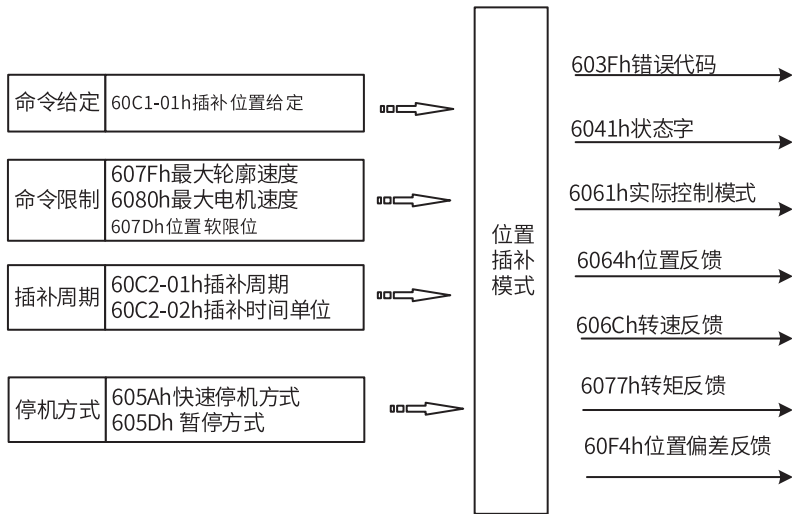 命令给定
60C1-01h插补位置给定
命令限制
607Fh最大轮廓速度
6080h最大电机速度
607Dh位置软限位
插补周期
60C2-01h插补周期
60C2-02h插补时间单位
停机方式
605Ah快速停机方式
605Dh 暂停方式
位置
插补
模式
603Fh错误代码
6041h状态字
6061h实际控制模式
6064h位置反馈
606Ch转速反馈
6077h转矩反馈
60F4h位置偏差反馈